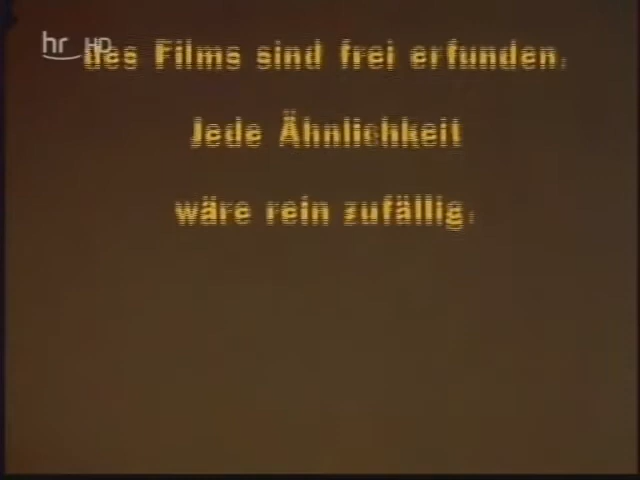 hr HD
des Films sind frei erfunden.
Jede Ähnlichkeit
wäre rein zufällig.